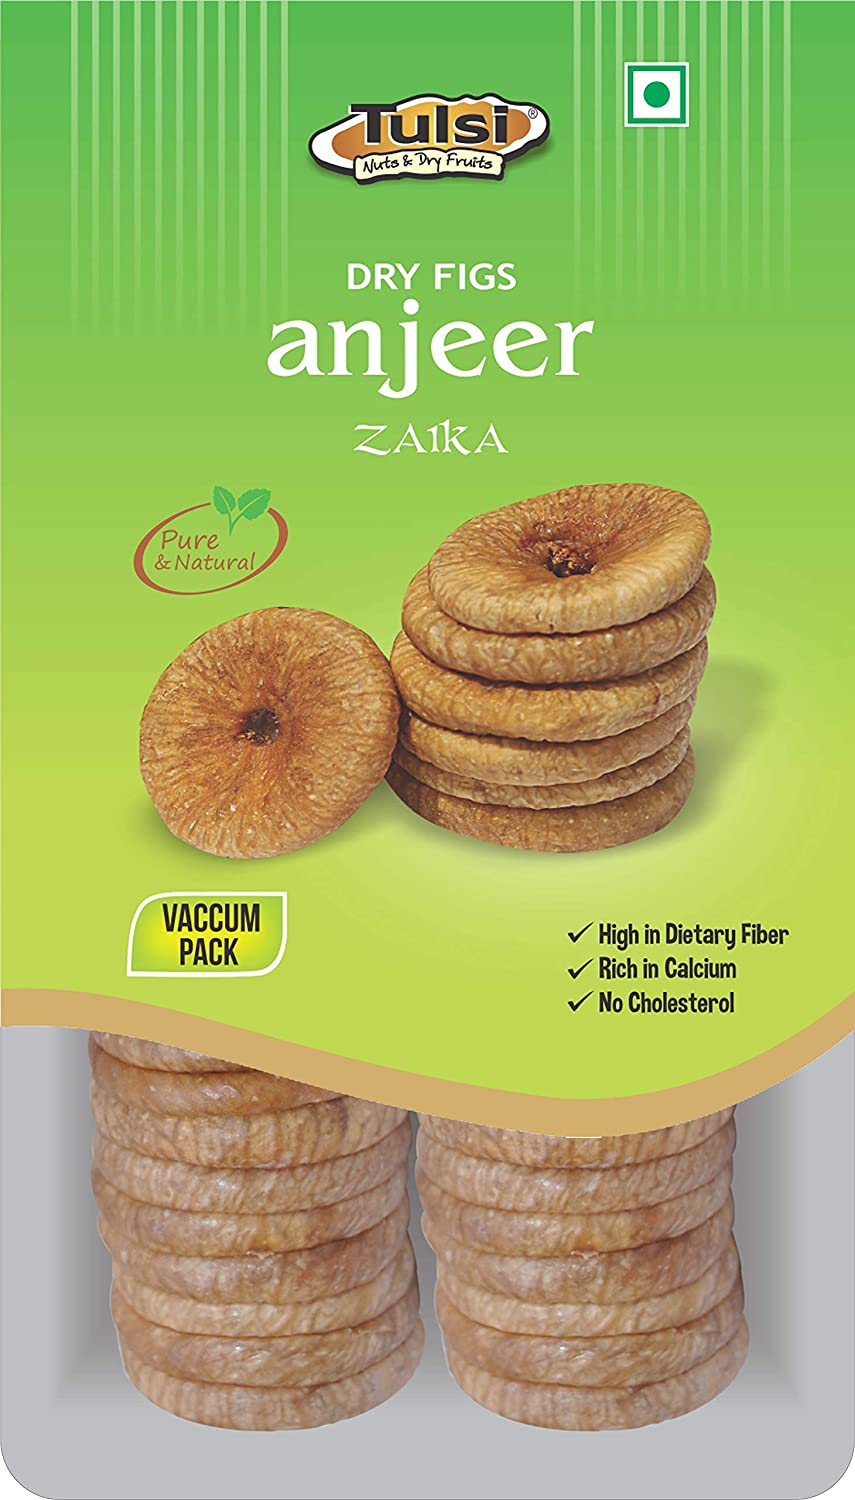 Tulsi®
Nuts & Dry Fruits
DRY FIGS
anjeer
ZAIKA
Pure
& Natural
VACCUM
PACK
High in Dietary Fiber
Rich in Calcium
No Cholesterol